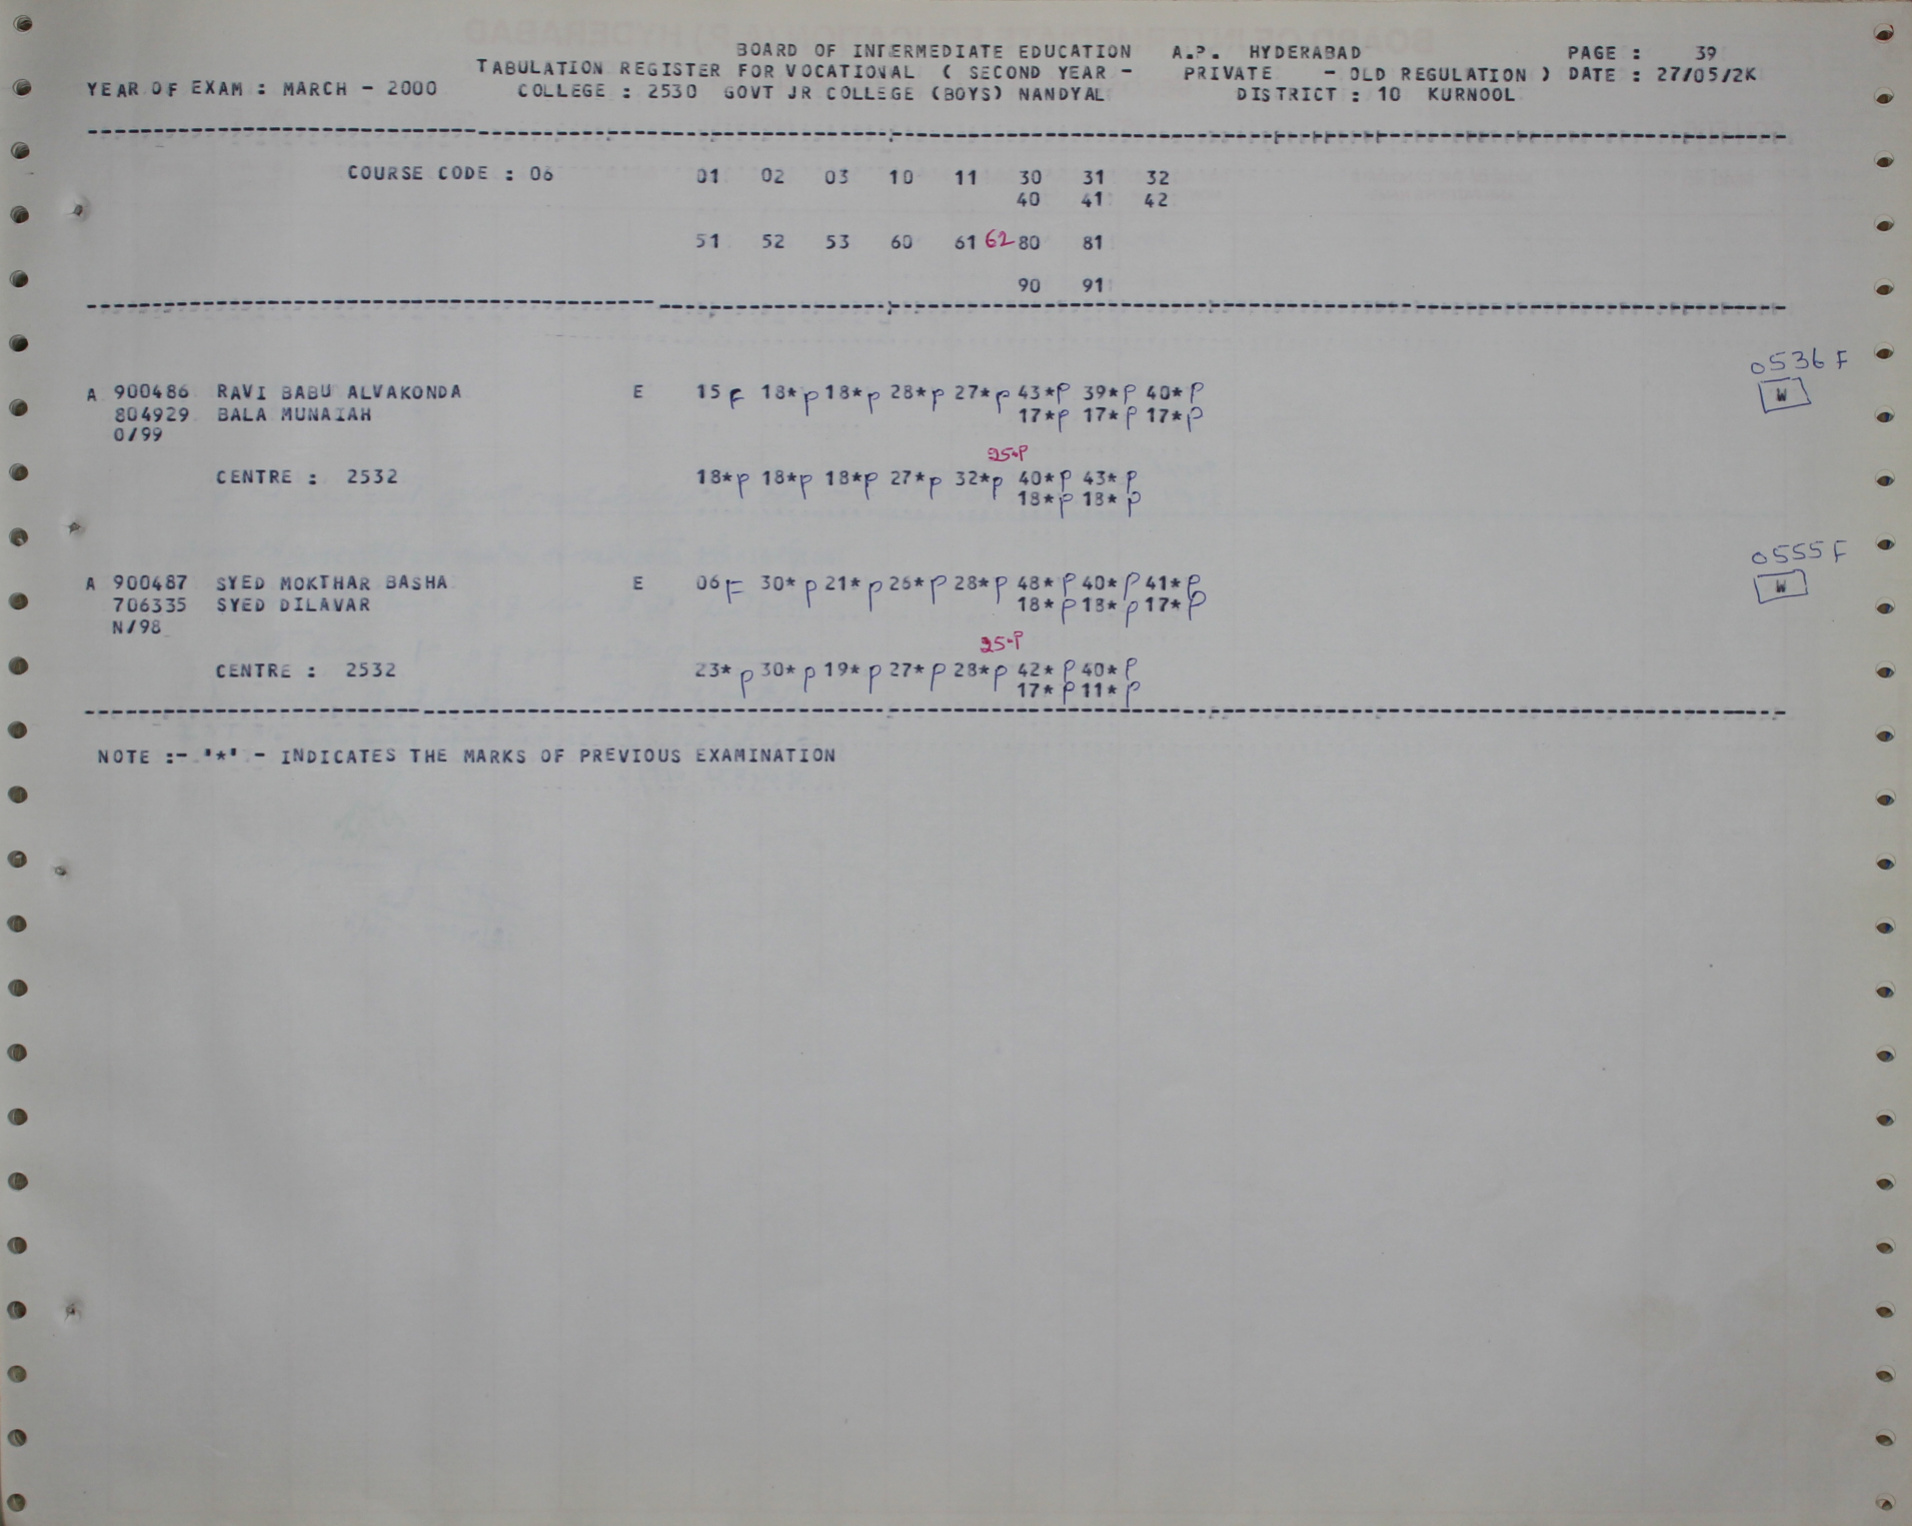 BOARD OF INTERMEDIATE EDUCATION A.P. HYDERABAD PAGE : 39
TABULATION REGISTER FOR VOCATIONAL ( SECOND YEAR - PRIVATE - OLD REGULATION ) DATE : 27/05/2K
YEAR OF EXAM : MARCH - 2000 COLLEGE : 2530 GOVT JR COLLEGE (BOYS) NANDYAL DISTRICT : 10 KURNOOL
COURSE CODE : 06 01 02 03 10 11 30 31 32
40 41 42
51 52 53 60 61 62 80 81
90 91
0536 F
A 900486 RAVI BABU ALVAKONDA E 15 F 18* P 18* P 28* P 27* P 43* P 39* P 40* P W
804929 BALA MUNAIAH 17* P 17* P 17* P
0/99
25-P
CENTRE : 2532 18* P 18* P 18* P 27* P 32* P 40* P 43* P
18* P 18* P
0555 F
A 900487 SYED MOKTHAR BASHA E 06 F 30* P 21* P 26* P 28* P 48* P 40* P 41* P W
706335 SYED DILAVAR 18* P 18* P 17* P
N/98
25-P
CENTRE : 2532 23* P 30* P 19* P 27* P 28* P 42* P 40* P
17* P 11* P
NOTE :- '*' - INDICATES THE MARKS OF PREVIOUS EXAMINATION